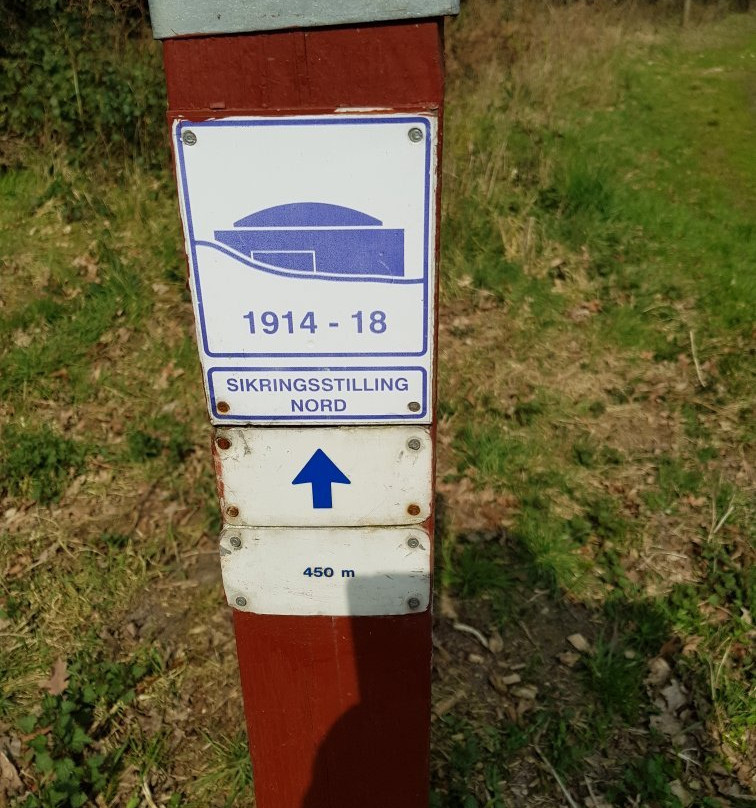 1914 - 18
SIKRINGSSTILLING
NORD
450 m